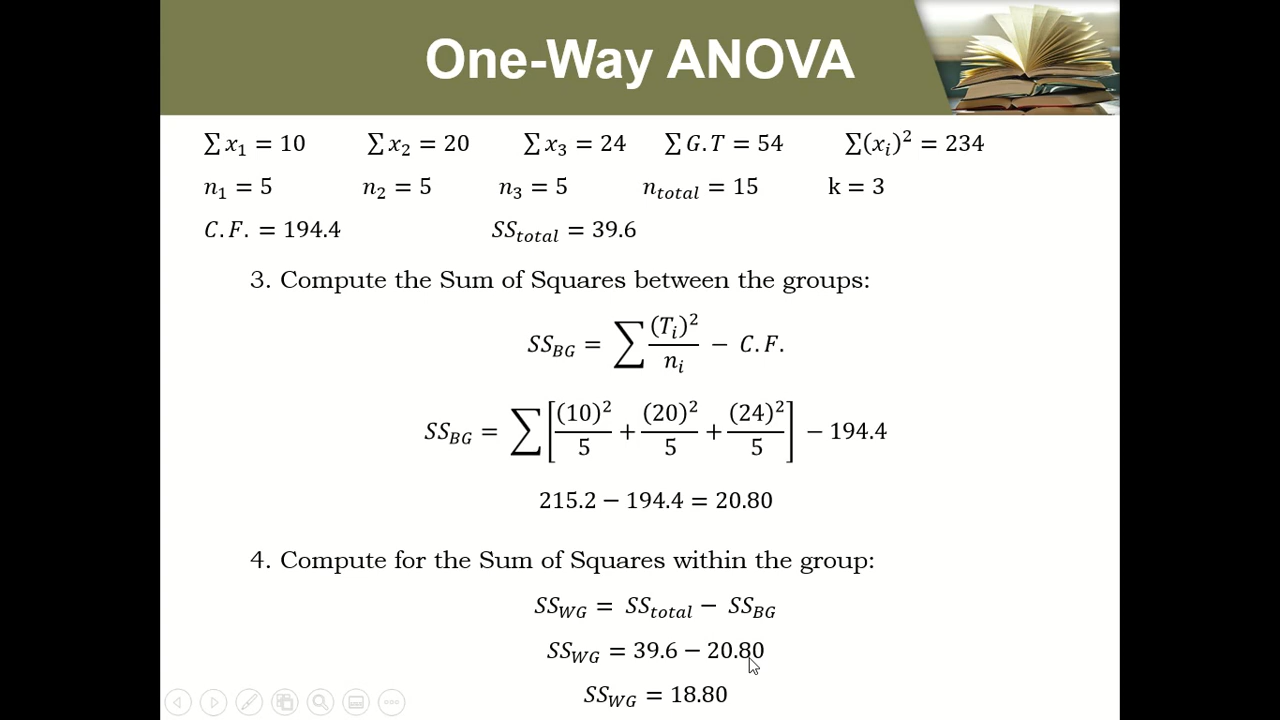 One-Way ANOVA
∑ x₁ = 10 ∑ x₂ = 20 ∑ x₃ = 24 ∑ G.T = 54 ∑(xᵢ)² = 234
n₁ = 5 n₂ = 5 n₃ = 5 n_total = 15 k = 3
C.F. = 194.4 SS_total = 39.6
3. Compute the Sum of Squares between the groups:
SS_BG = ∑ (Tᵢ)²/nᵢ − C.F.
SS_BG = ∑ [(10)²/5 + (20)²/5 + (24)²/5] − 194.4
215.2 − 194.4 = 20.80
4. Compute for the Sum of Squares within the group:
SS_WG = SS_total − SS_BG
SS_WG = 39.6 − 20.80
SS_WG = 18.80